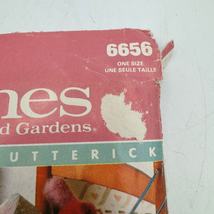 6656
ONE SIZE
UNE SEULE TAILLE
mes
d Gardens®
UTTERICK